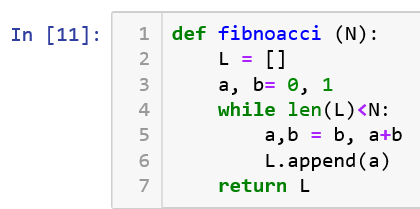 In [11]:
1 def fibnoacci (N):
2     L = []
3     a, b= 0, 1
4     while len(L)<N:
5         a,b = b, a+b
6         L.append(a)
7     return L